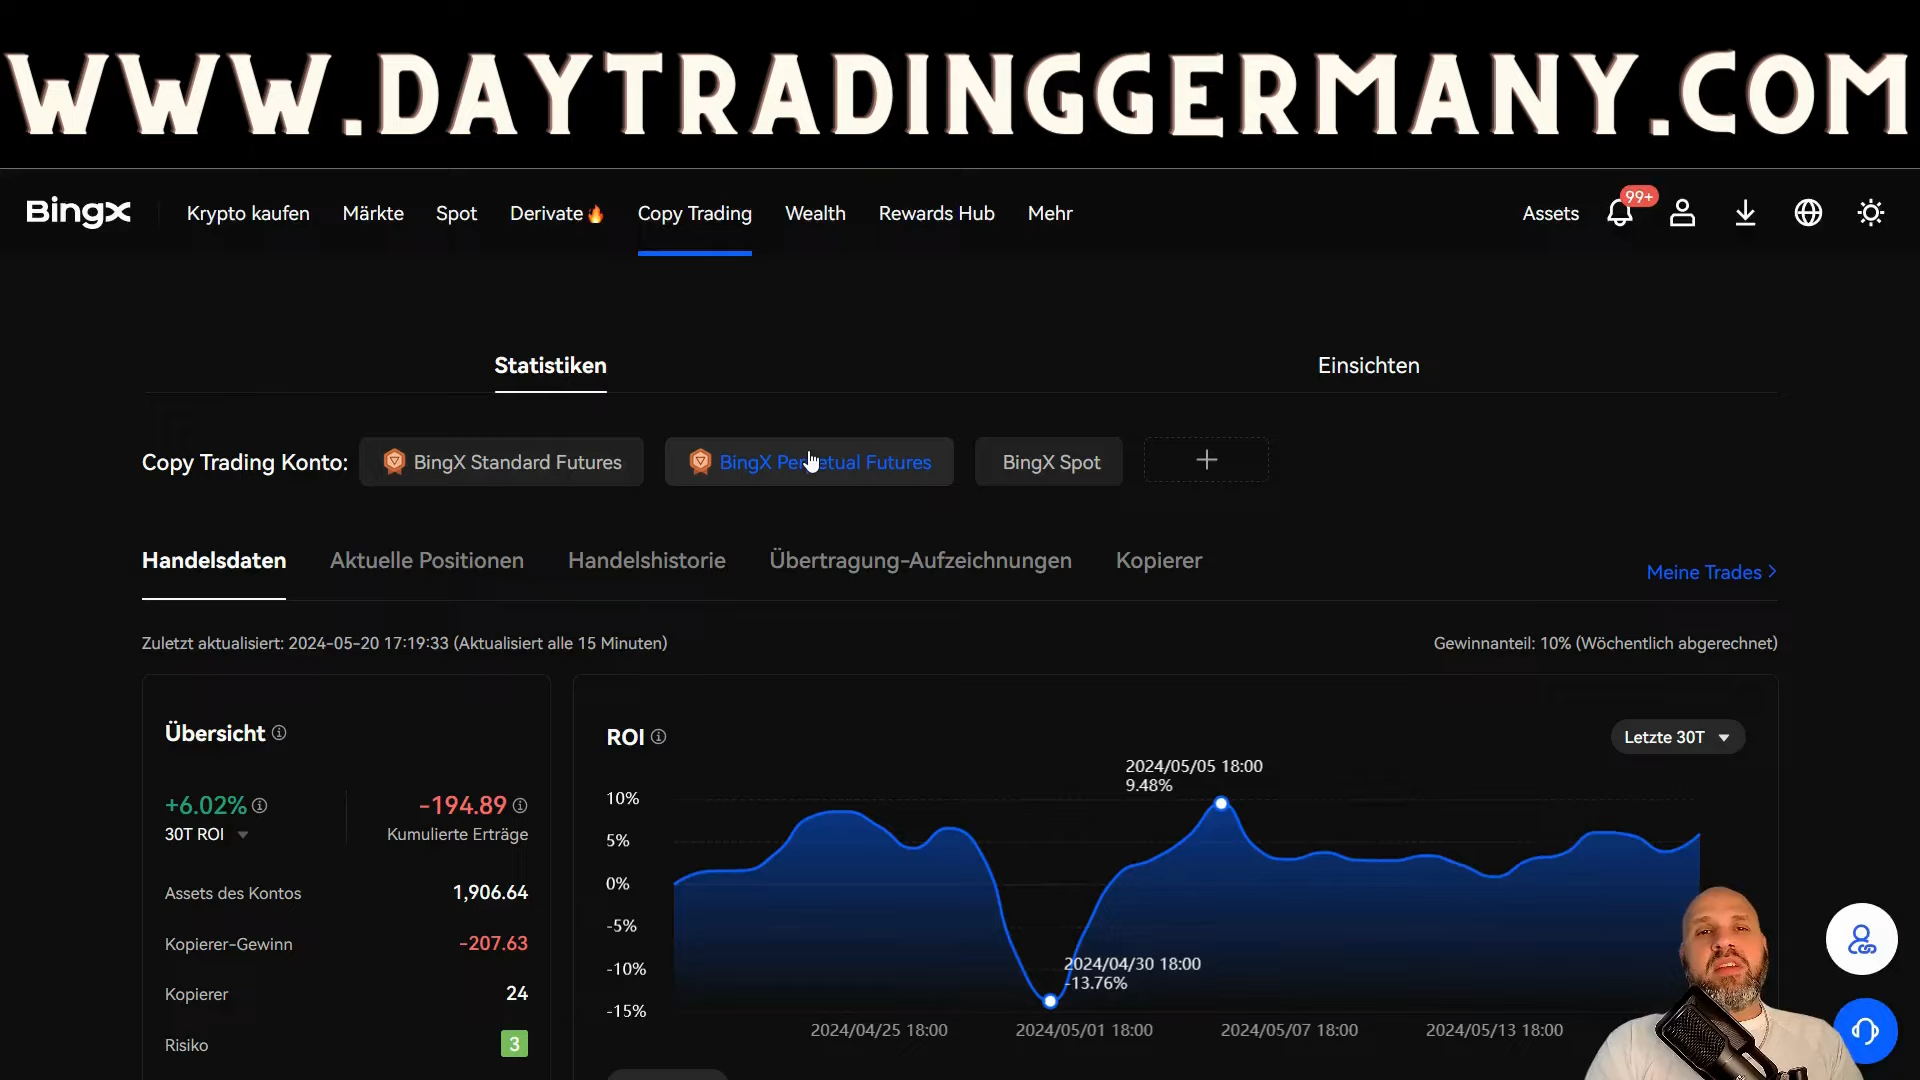 WWW.DAYTRADINGGERMANY.COM
BingX Krypto kaufen Märkte Spot Derivate Copy Trading Wealth Rewards Hub Mehr Assets 99+
Statistiken Einsichten
Copy Trading Konto: BingX Standard Futures BingX Perpetual Futures BingX Spot +
Handelsdaten Aktuelle Positionen Handelshistorie Übertragung-Aufzeichnungen Kopierer
Meine Trades >
Zuletzt aktualisiert: 2024-05-20 17:19:33 (Aktualisiert alle 15 Minuten) Gewinnanteil: 10% (Wöchentlich abgerechnet)
Übersicht
+6.02% -194.89
30T ROI Kumulierte Erträge
Assets des Kontos 1,906.64
Kopierer-Gewinn -207.63
Kopierer 24
Risiko 3
ROI Letzte 30T
2024/05/05 18:00
9.48%
10%
5%
0%
-5%
-10%
-15%
2024/04/30 18:00
-13.76%
2024/04/25 18:00 2024/05/01 18:00 2024/05/07 18:00 2024/05/13 18:00